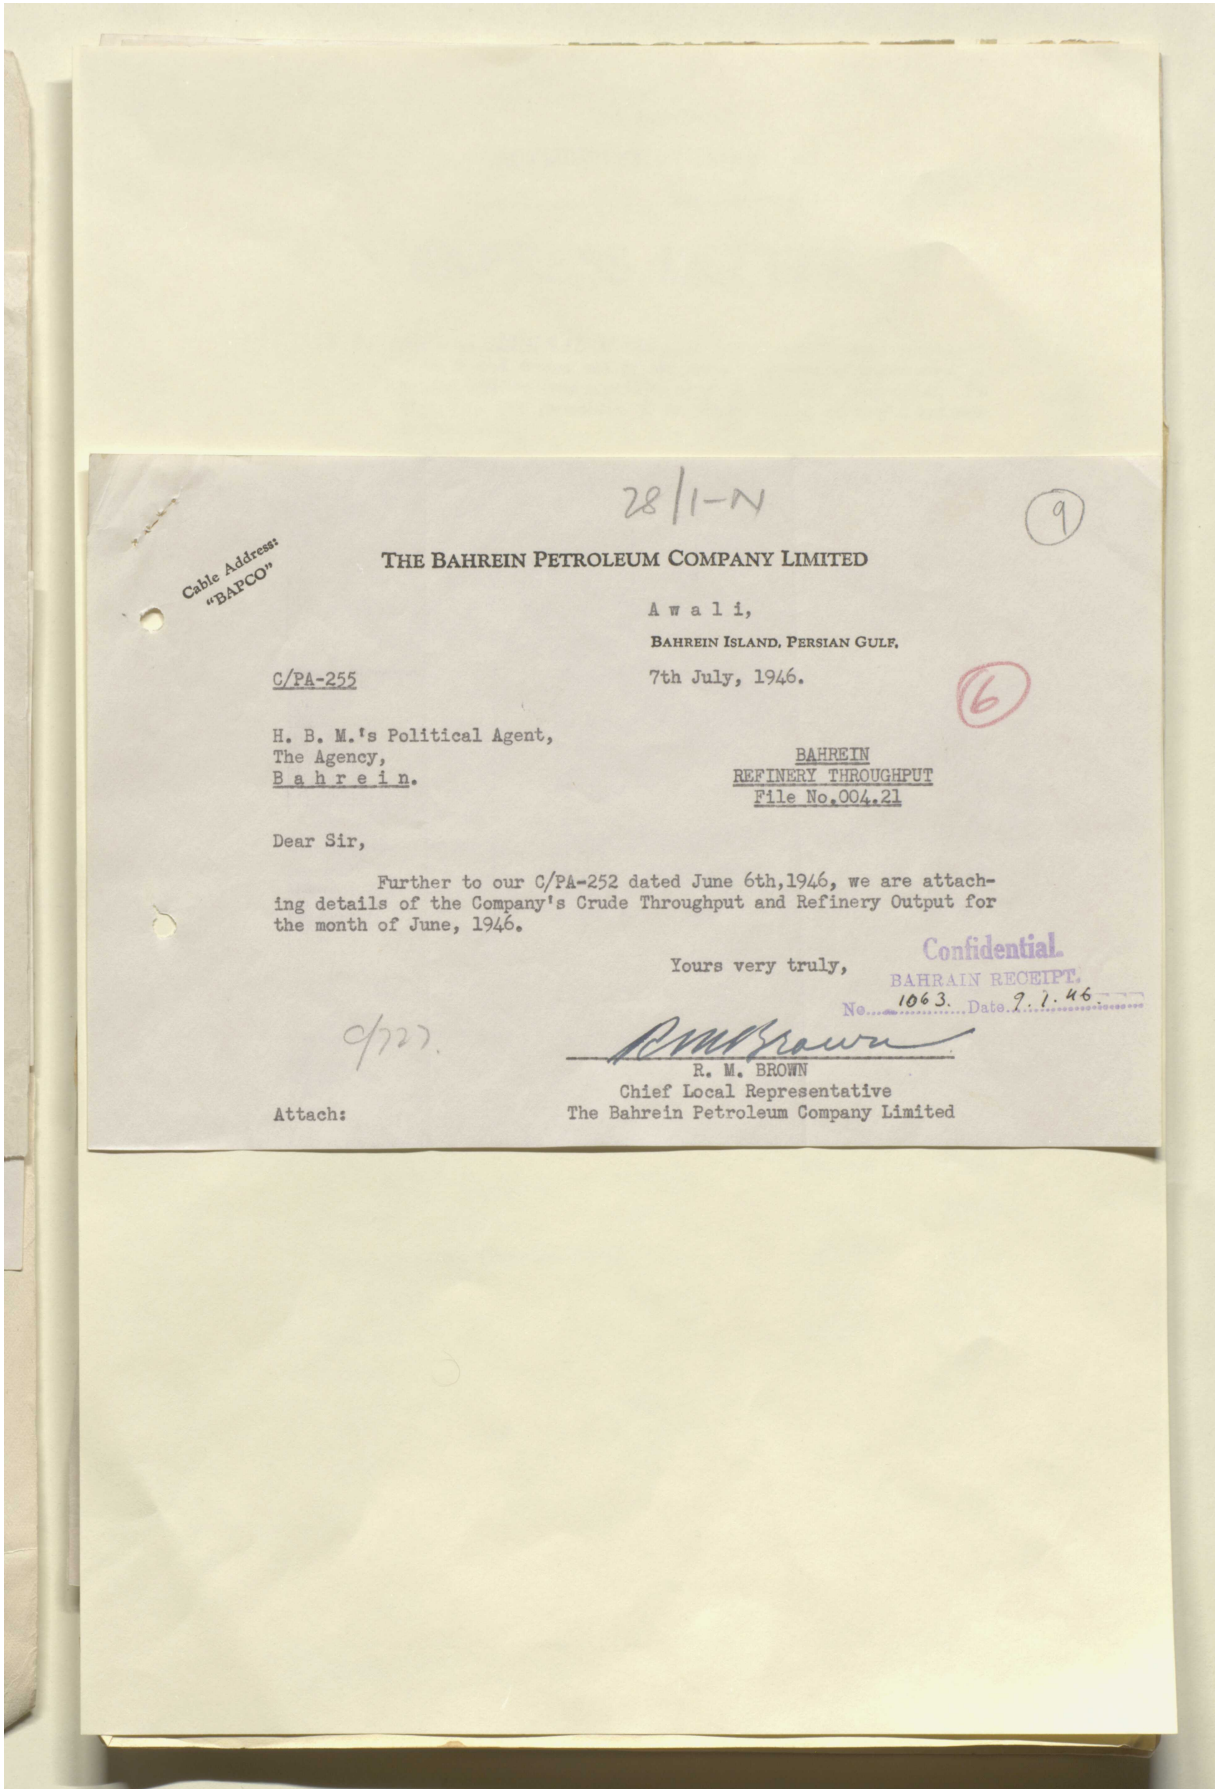 28/1-N
9
Cable Address:
"BAPCO"
THE BAHREIN PETROLEUM COMPANY LIMITED
Awali,
BAHREIN ISLAND, PERSIAN GULF.
C/PA-255
7th July, 1946.
6
H. B. M.'s Political Agent,
The Agency,
Bahrein.
BAHREIN
REFINERY THROUGHPUT
File No.004.21
Dear Sir,
Further to our C/PA-252 dated June 6th,1946, we are attach-
ing details of the Company's Crude Throughput and Refinery Output for
the month of June, 1946.
Yours very truly,
Confidential.
BAHRAIN RECEIPT.
No. 1063. Date 9.7.46.
RMBrown
R. M. BROWN
Chief Local Representative
Attach:
The Bahrein Petroleum Company Limited